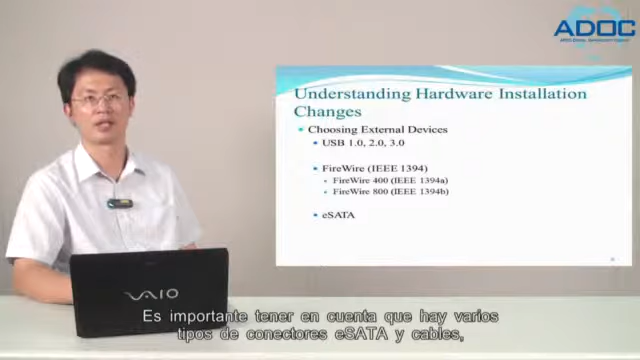 ADOC
Understanding Hardware Installation
Changes
Choosing External Devices
USB 1.0, 2.0, 3.0
FireWire (IEEE 1394)
FireWire 400 (IEEE 1394a)
FireWire 800 (IEEE 1394b)
eSATA
VAIO
Es importante tener en cuenta que hay varios
tipos de conectores eSATA y cables,